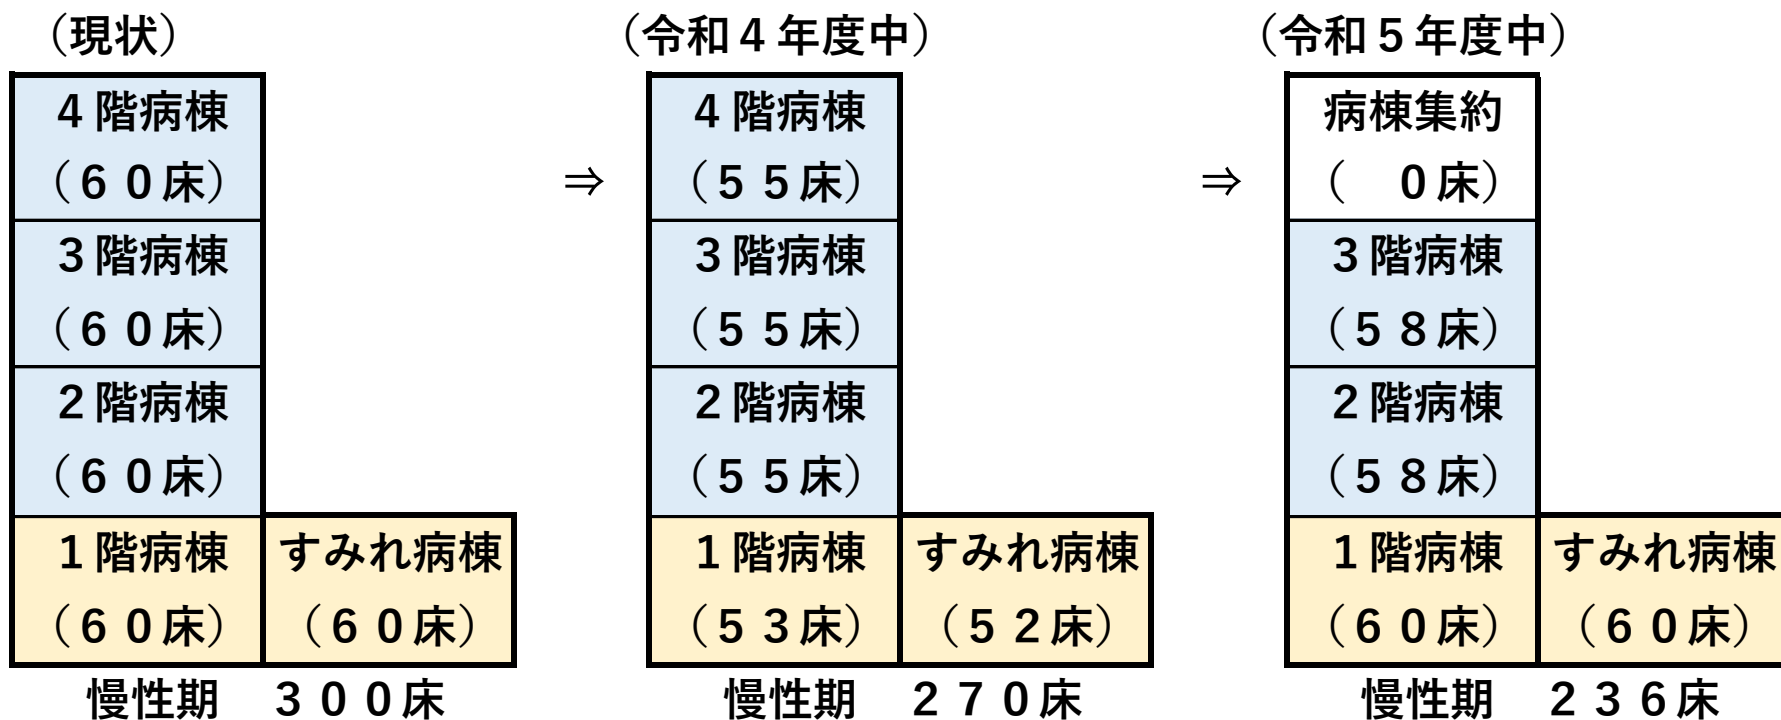 （現状）
４階病棟
（６０床）
３階病棟
（６０床）
２階病棟
（６０床）
１階病棟
（６０床）
すみれ病棟
（６０床）
慢性期　３００床
⇒
（令和４年度中）
４階病棟
（５５床）
３階病棟
（５５床）
２階病棟
（５５床）
１階病棟
（５３床）
すみれ病棟
（５２床）
慢性期　２７０床
⇒
（令和５年度中）
病棟集約
（　０床）
３階病棟
（５８床）
２階病棟
（５８床）
１階病棟
（６０床）
すみれ病棟
（６０床）
慢性期　２３６床